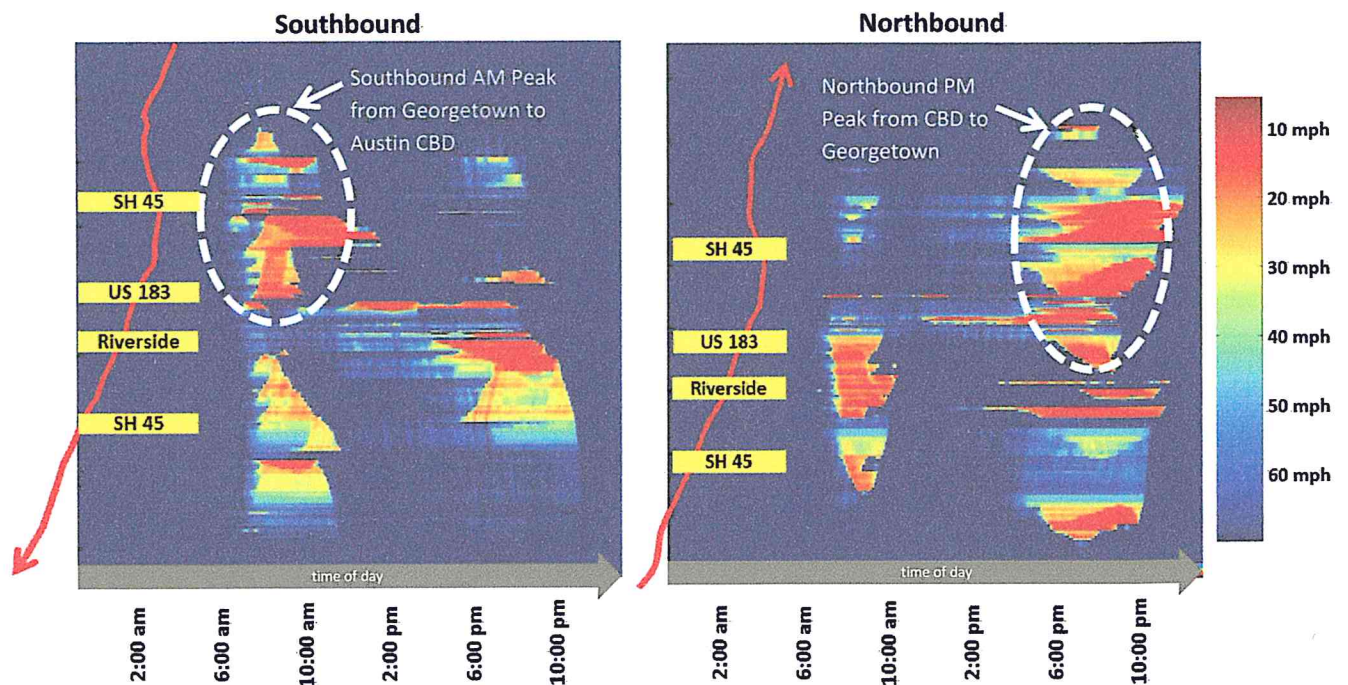 Southbound
Southbound AM Peak
from Georgetown to
Austin CBD
SH 45
US 183
Riverside
SH 45
time of day
2:00 am
6:00 am
10:00 am
2:00 pm
6:00 pm
10:00 pm
Northbound
Northbound PM
Peak from CBD to
Georgetown
SH 45
US 183
Riverside
SH 45
time of day
2:00 am
6:00 am
10:00 am
2:00 pm
6:00 pm
10:00 pm
10 mph
20 mph
30 mph
40 mph
50 mph
60 mph